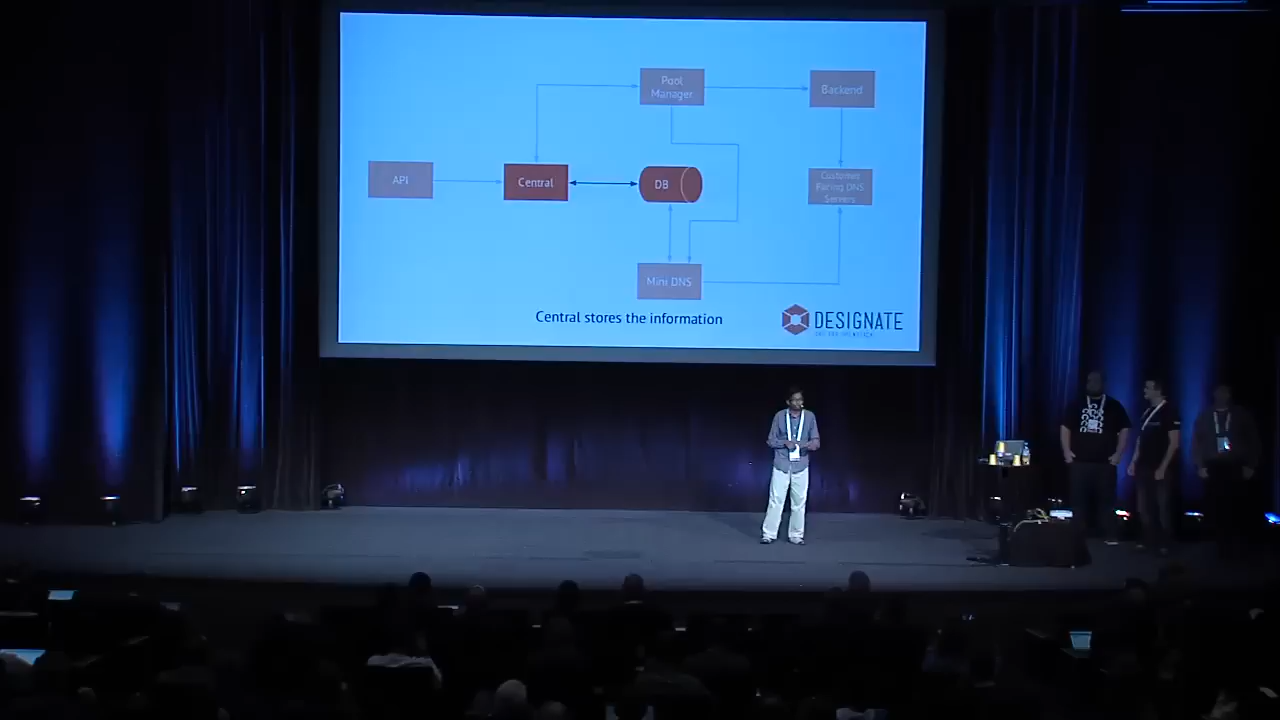 Pool
Manager
Backend
API
Central
DB
Customer
Facing DNS
Servers
Mini DNS
Central stores the information
DESIGNATE